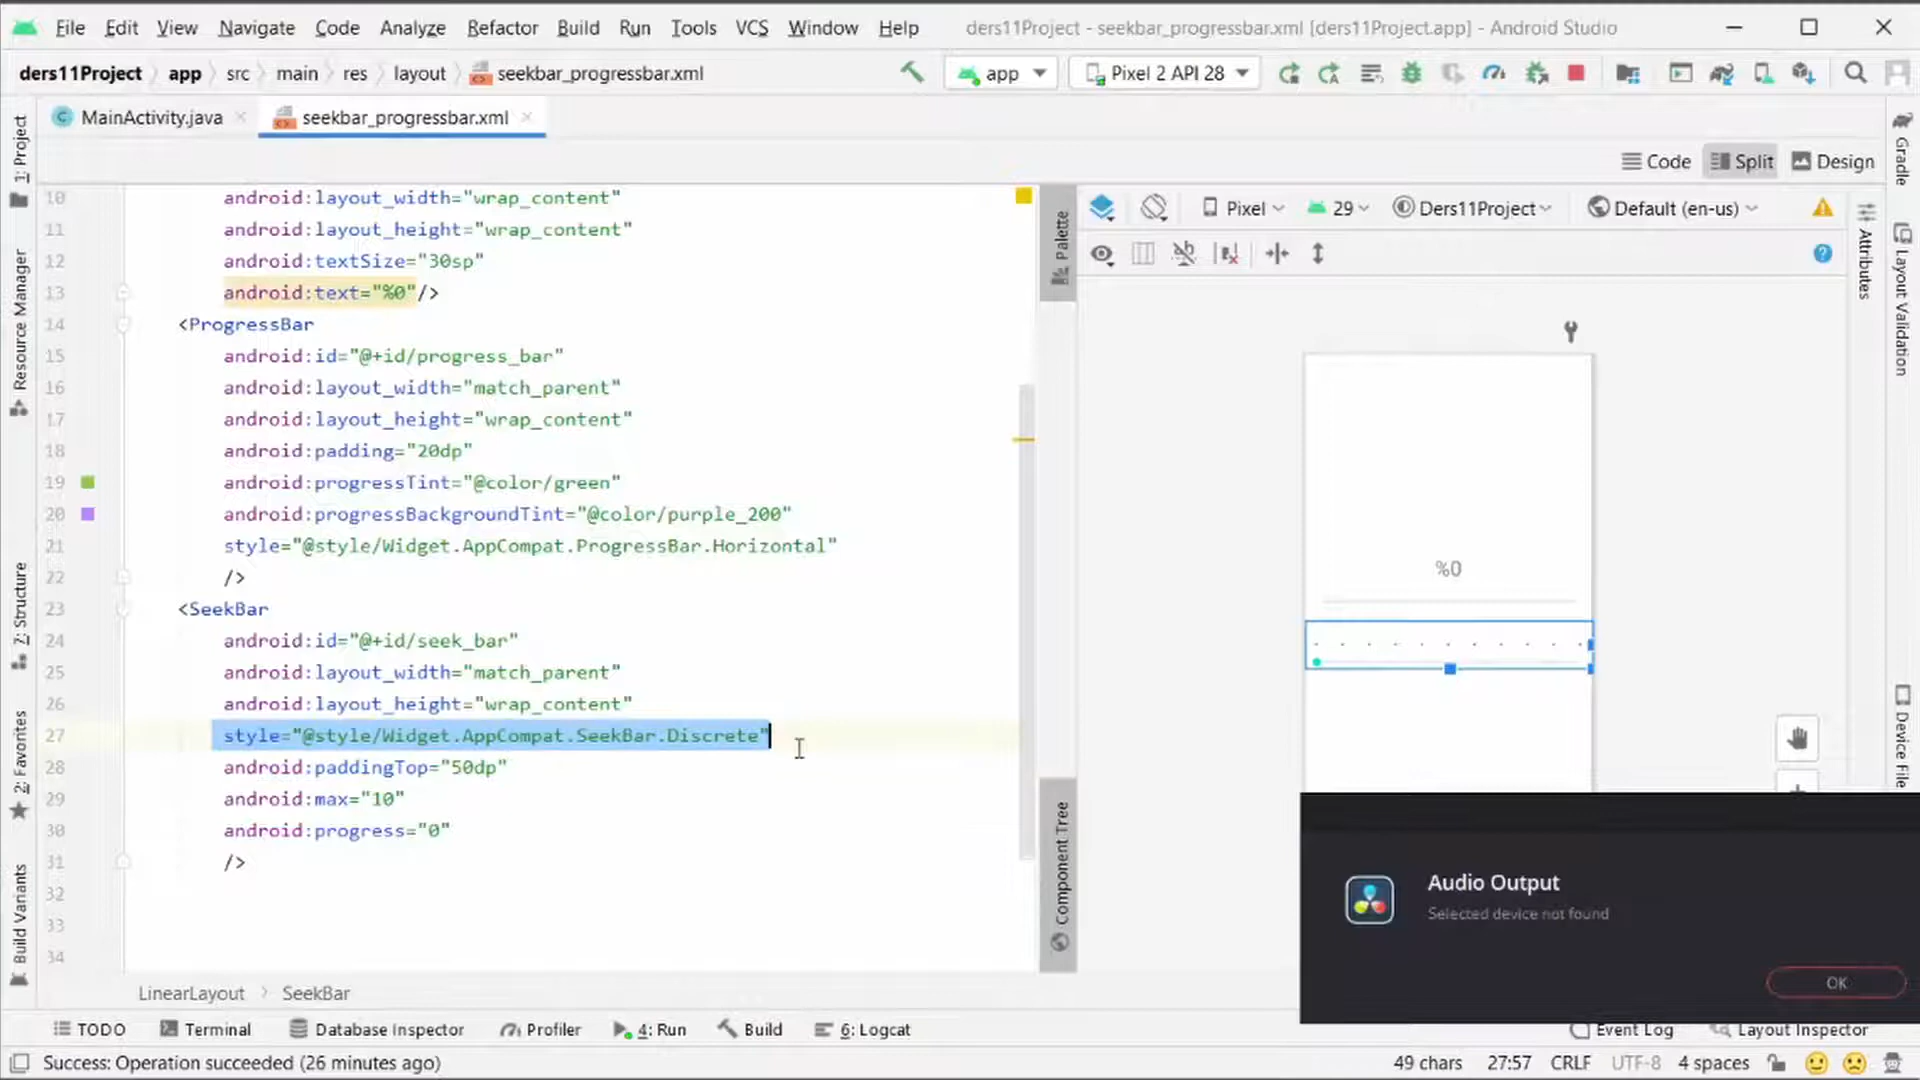 File Edit View Navigate Code Analyze Refactor Build Run Tools VCS Window Help ders11Project - seekbar_progressbar.xml [ders11Project.app] - Android Studio
ders11Project app src main res layout seekbar_progressbar.xml app Pixel 2 API 28
MainActivity.java seekbar_progressbar.xml
Code Split Design
Pixel 29 Ders11Project Default (en-us)
10 android:layout_width="wrap_content"
11 android:layout_height="wrap_content"
12 android:textSize="30sp"
13 android:text="%0"/>
14 <ProgressBar
15 android:id="@+id/progress_bar"
16 android:layout_width="match_parent"
17 android:layout_height="wrap_content"
18 android:padding="20dp"
19 android:progressTint="@color/green"
20 android:progressBackgroundTint="@color/purple_200"
21 style="@style/Widget.AppCompat.ProgressBar.Horizontal"
22 />
23 <SeekBar
24 android:id="@+id/seek_bar"
25 android:layout_width="match_parent"
26 android:layout_height="wrap_content"
27 style="@style/Widget.AppCompat.SeekBar.Discrete"
28 android:paddingTop="50dp"
29 android:max="10"
30 android:progress="0"
31 />
32
33
34
%0
1: Project
Resource Manager
7: Structure
2: Favorites
Build Variants
Palette
Component Tree
Attributes
Gradle
Layout Validation
Device File
Audio Output
Selected device not found
OK
LinearLayout SeekBar
TODO Terminal Database Inspector Profiler 4: Run Build 6: Logcat Event Log Layout Inspector
Success: Operation succeeded (26 minutes ago) 49 chars 27:57 CRLF UTF-8 4 spaces